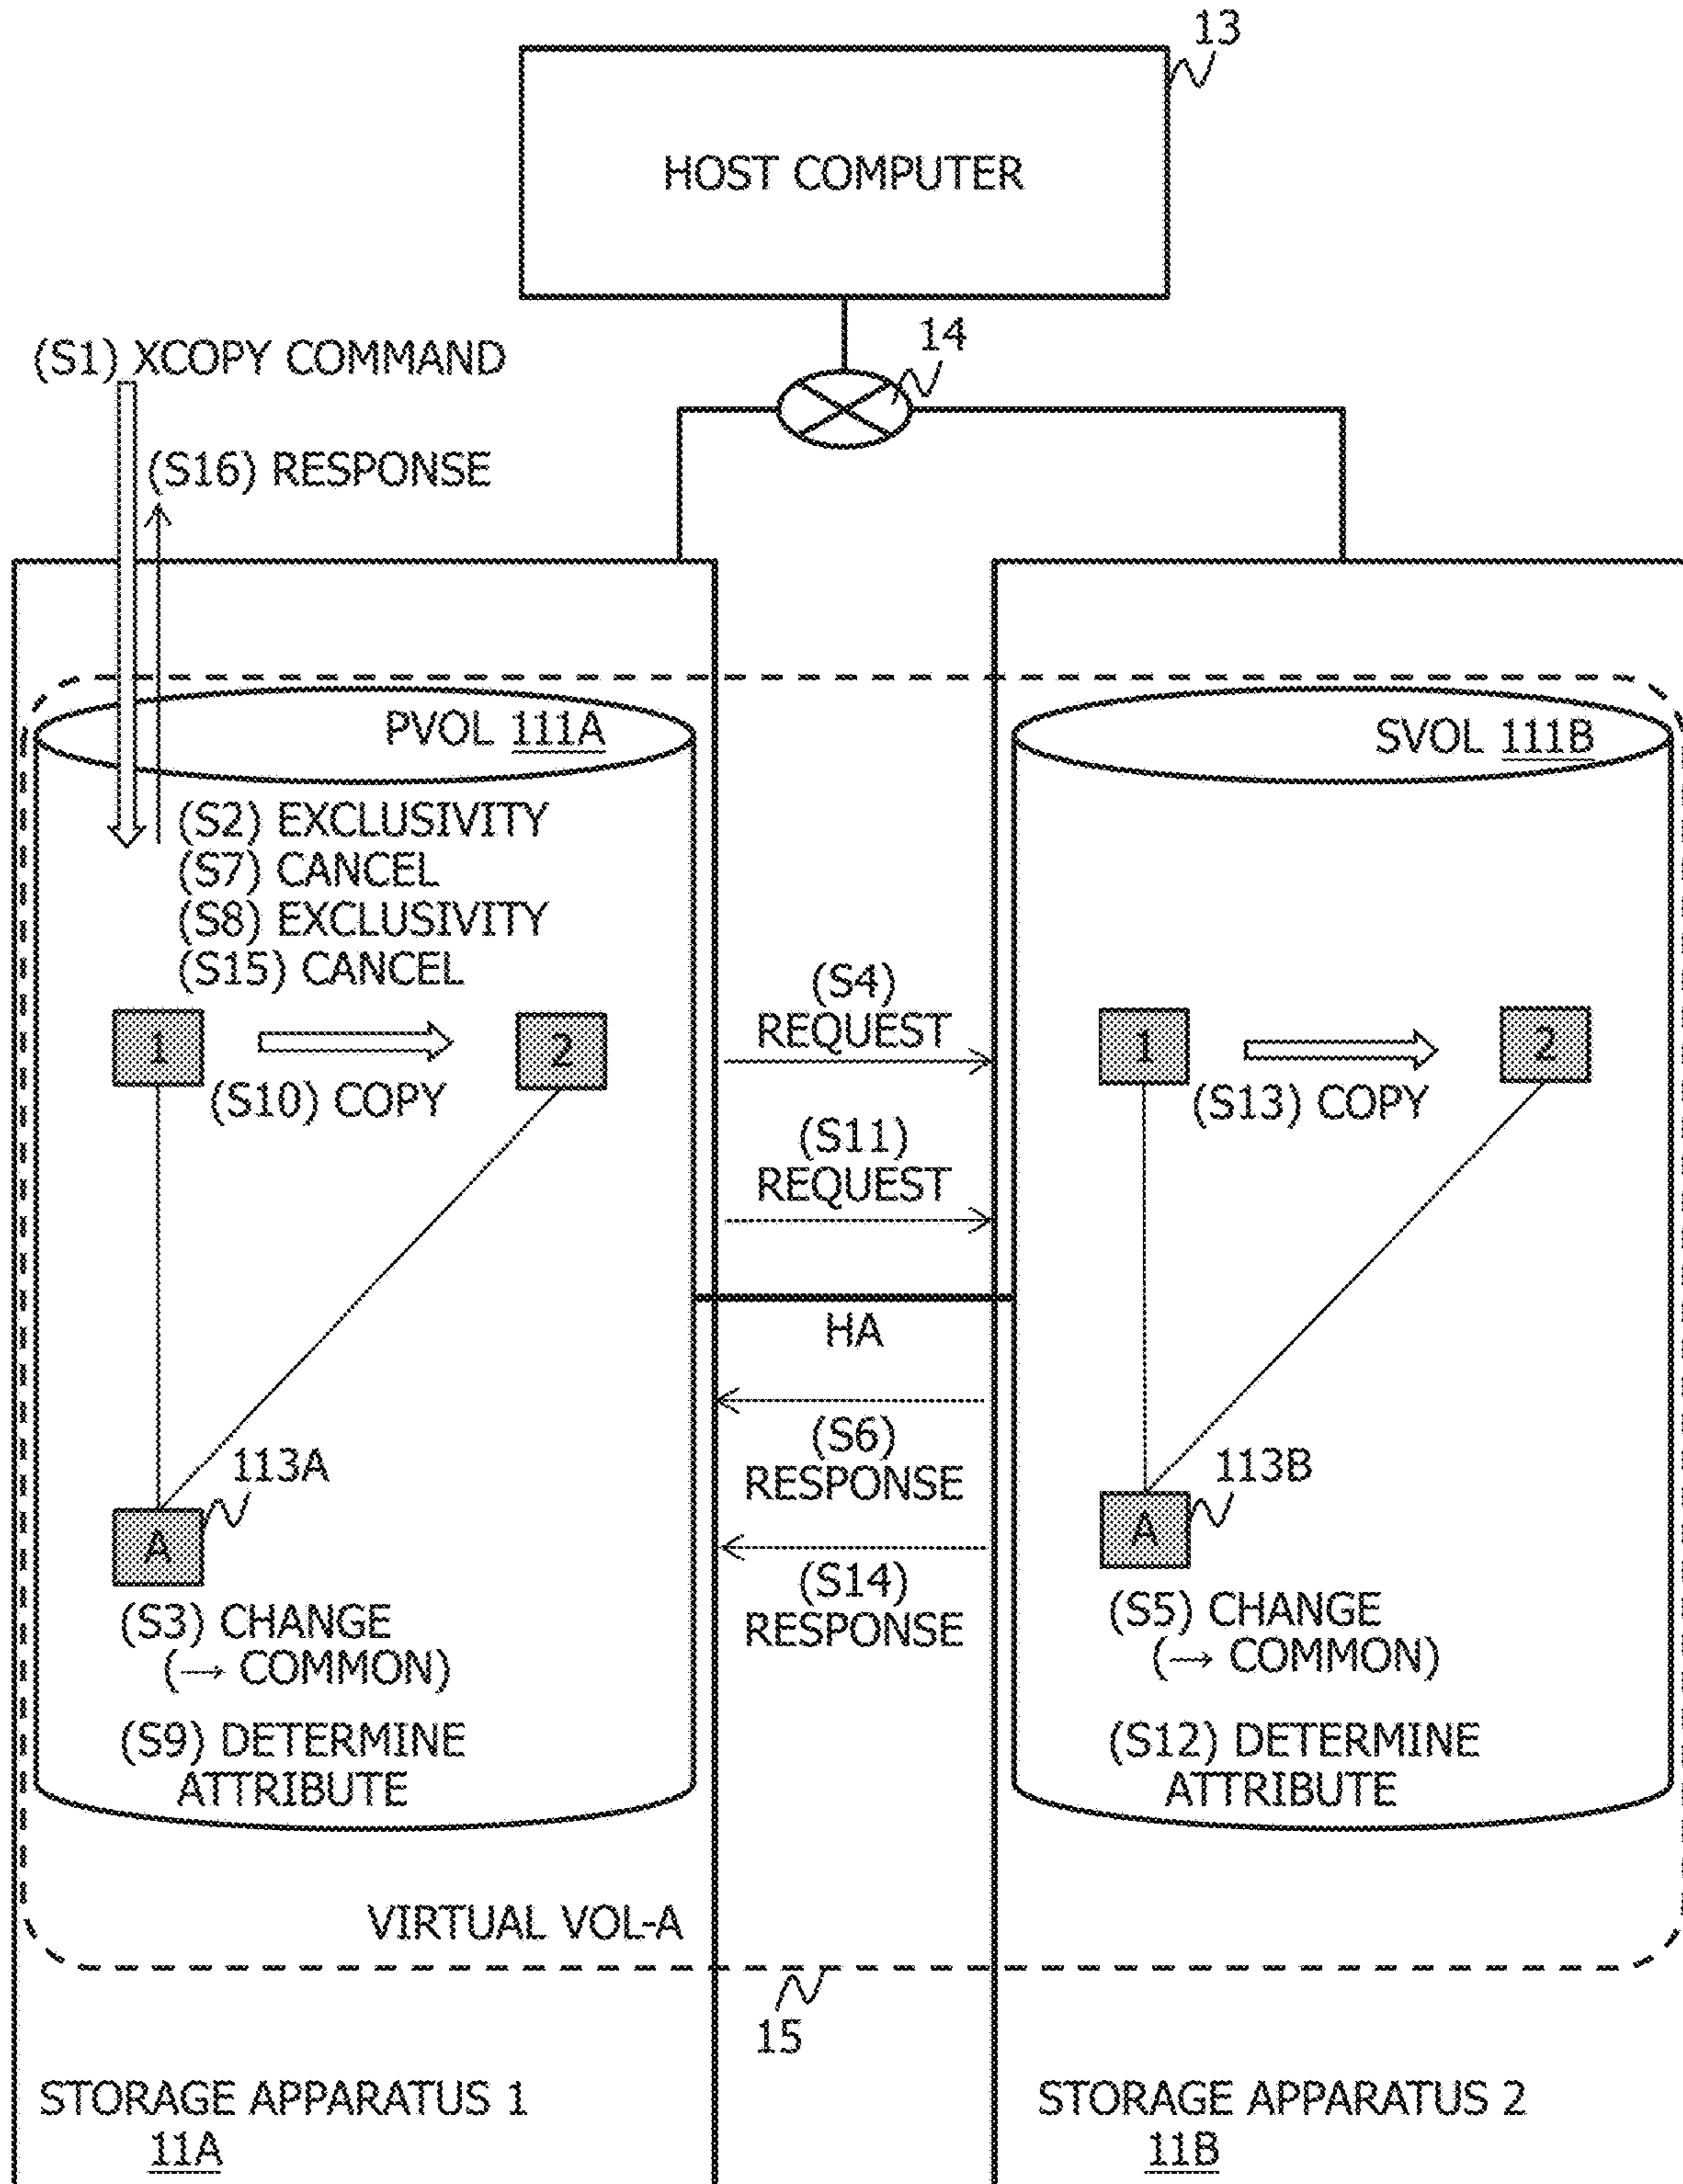 13
HOST COMPUTER
14
(S1) XCOPY COMMAND
(S16) RESPONSE
PVOL 111A
SVOL 111B
(S2) EXCLUSIVITY
(S7) CANCEL
(S8) EXCLUSIVITY
(S15) CANCEL
(S4)
REQUEST
1
2
1
2
(S10) COPY
(S13) COPY
(S11)
REQUEST
HA
113A
(S6)
RESPONSE
113B
A
A
(S14)
RESPONSE
(S3) CHANGE
(→ COMMON)
(S5) CHANGE
(→ COMMON)
(S9) DETERMINE
ATTRIBUTE
(S12) DETERMINE
ATTRIBUTE
VIRTUAL VOL-A
15
STORAGE APPARATUS 1
11A
STORAGE APPARATUS 2
11B